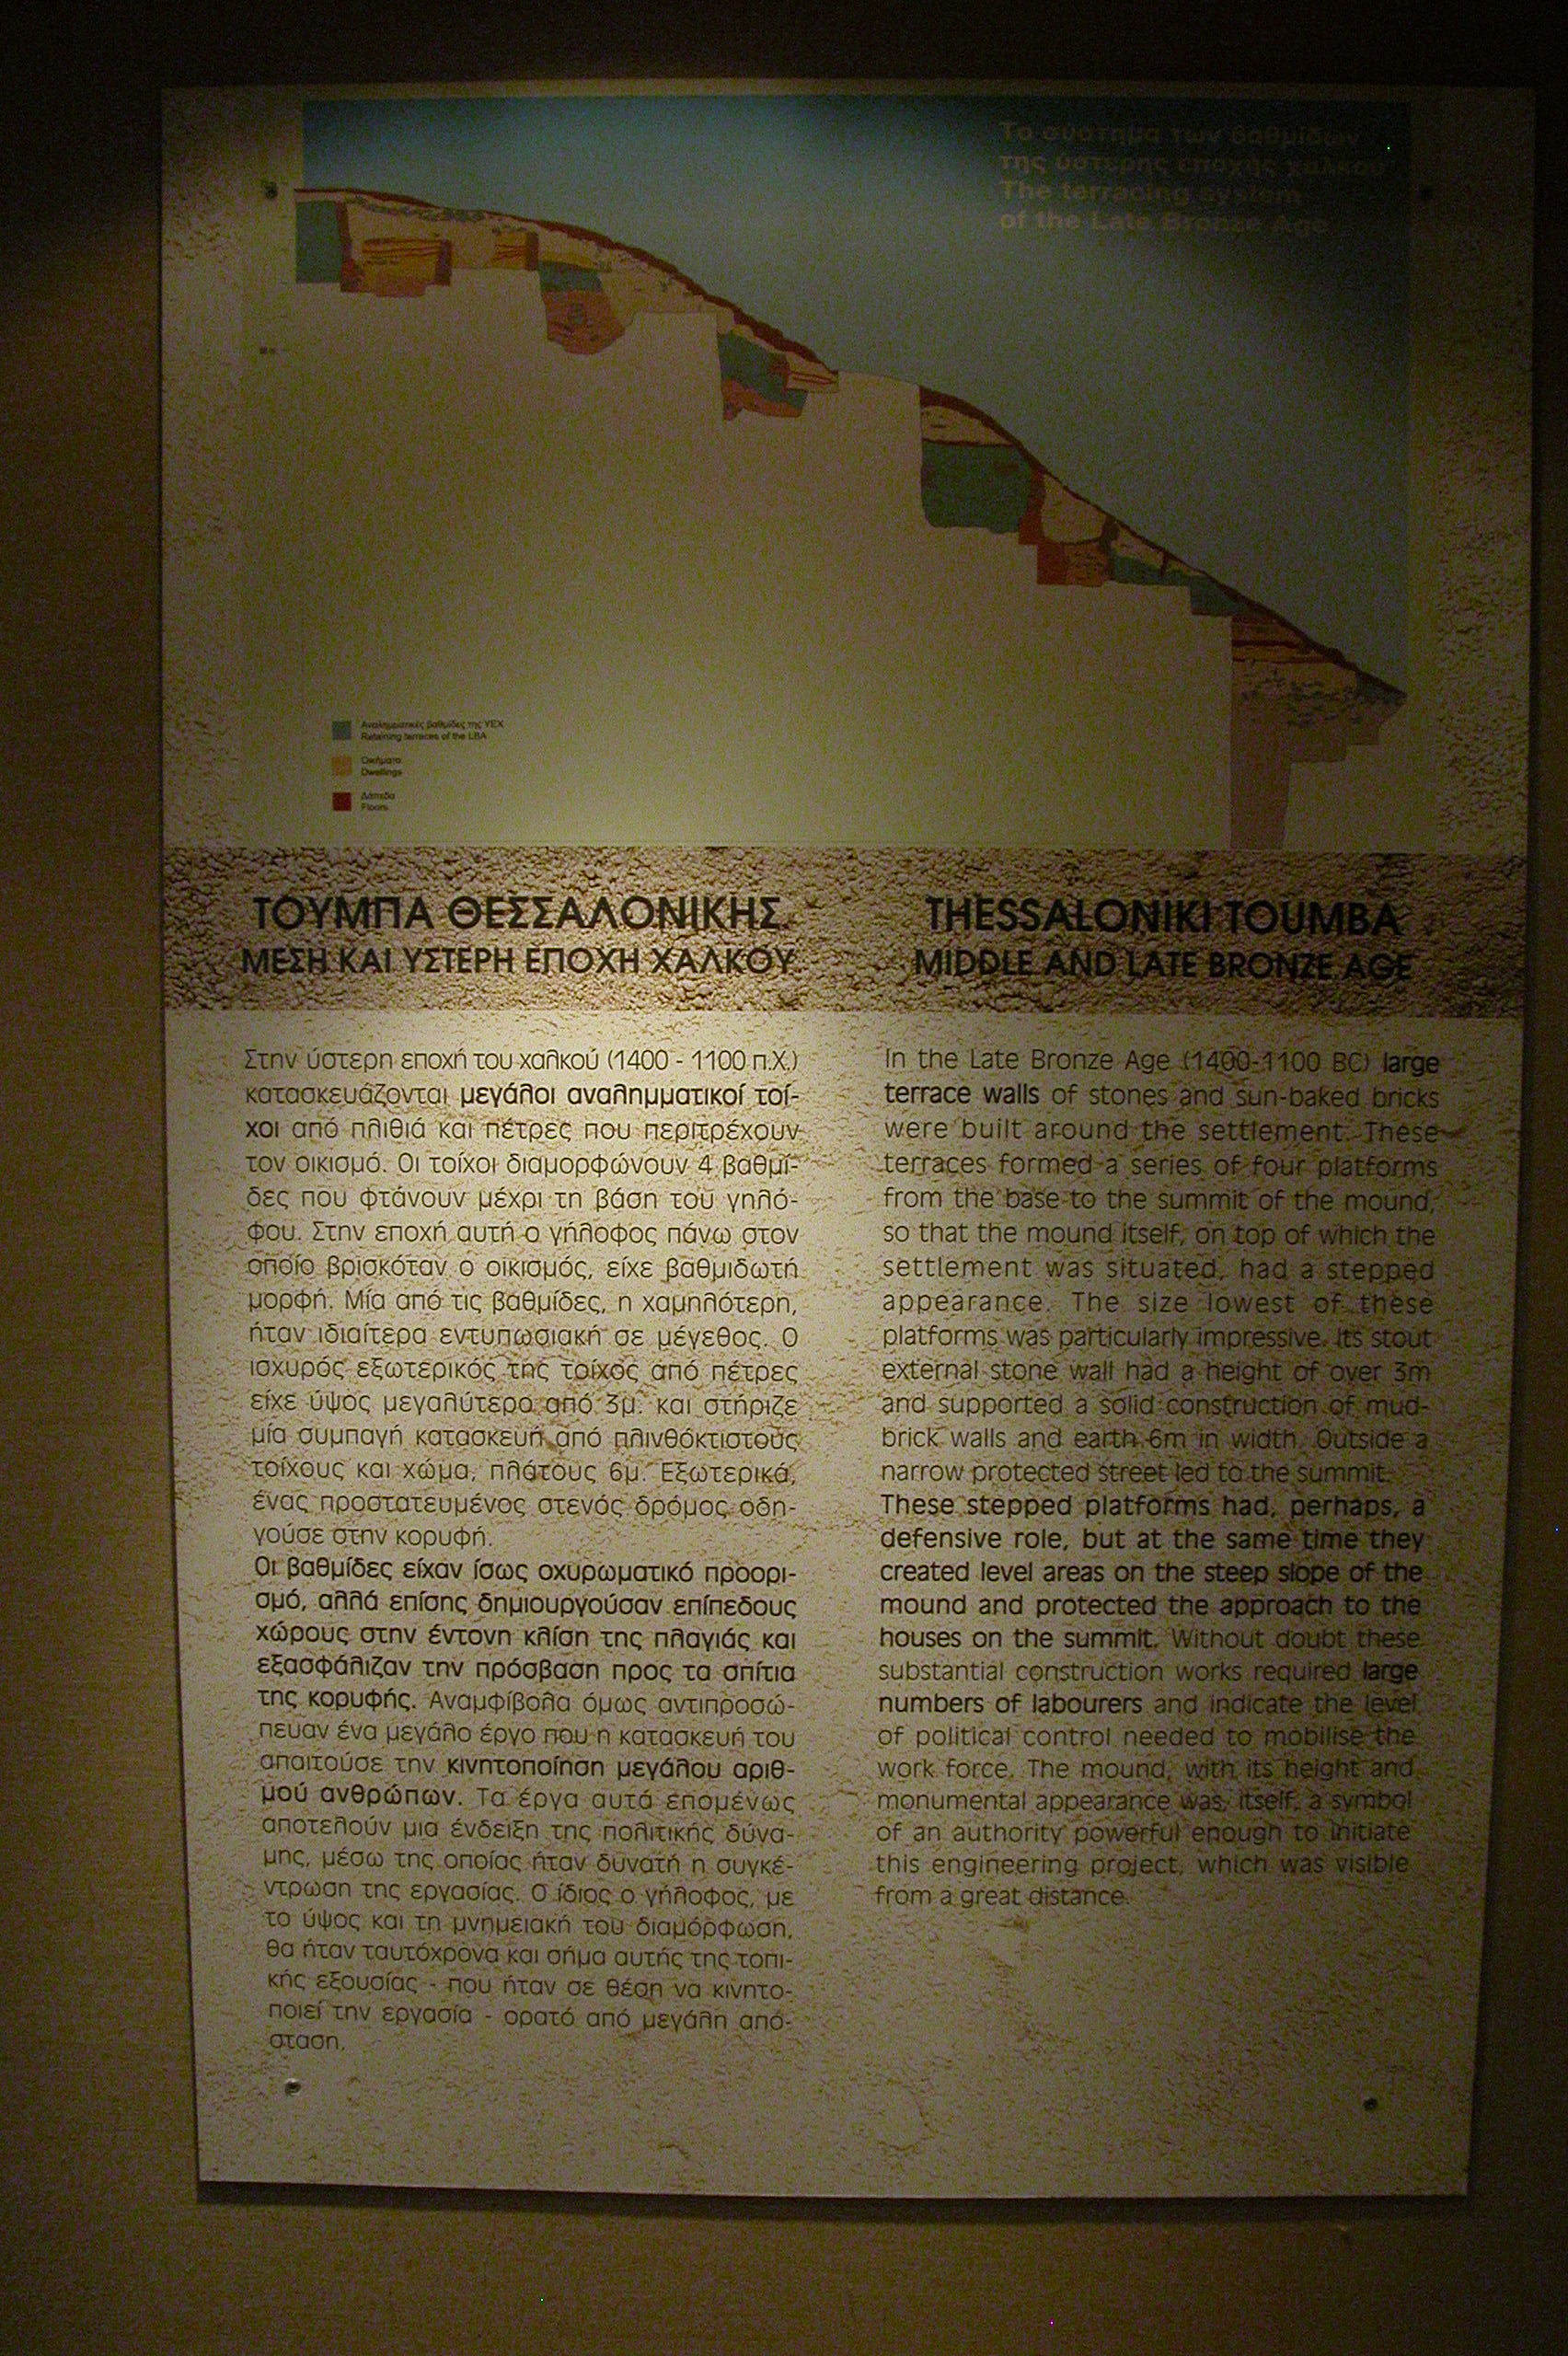 Το σύστημα των βαθμίδων
της ύστερης εποχής χαλκού
The terracing system
of the Late Bronze Age
Αναλημματικές βαθμίδες της ΥΕΧ
Retaining terraces of the LBA
Οικήματα
Dwellings
Δάπεδα
Floors
ΤΟΥΜΠΑ ΘΕΣΣΑΛΟΝΙΚΗΣ
ΜΕΣΗ ΚΑΙ ΥΣΤΕΡΗ ΕΠΟΧΗ ΧΑΛΚΟΥ
Στην ύστερη εποχή του χαλκού (1400 - 1100 π.Χ.)
κατασκευάζονται μεγάλοι αναλημματικοί τοί-
χοι από πλιθιά και πέτρες που περιτρέχουν
τον οικισμό. Οι τοίχοι διαμορφώνουν 4 βαθμί-
δες που φτάνουν μέχρι τη βάση του γηλό-
φου. Στην εποχή αυτή ο γήλοφος πάνω στον
οποίο βρισκόταν ο οικισμός, είχε βαθμιδωτή
μορφή. Μία από τις βαθμίδες, η χαμηλότερη,
ήταν ιδιαίτερα εντυπωσιακή σε μέγεθος. Ο
ισχυρός εξωτερικός της τοίχος από πέτρες
είχε ύψος μεγαλύτερο από 3μ. και στήριζε
μία συμπαγή κατασκευή από πλινθόκτιστους
τοίχους και χώμα, πλάτους 6μ. Εξωτερικά,
ένας προστατευμένος στενός δρόμος οδη-
γούσε στην κορυφή.
Οι βαθμίδες είχαν ίσως οχυρωματικό προορι-
σμό, αλλά επίσης δημιουργούσαν επίπεδους
χώρους στην έντονη κλίση της πλαγιάς και
εξασφάλιζαν την πρόσβαση προς τα σπίτια
της κορυφής. Αναμφίβολα όμως αντιπροσώ-
πευαν ένα μεγάλο έργο που η κατασκευή του
απαιτούσε την κινητοποίηση μεγάλου αριθ-
μού ανθρώπων. Τα έργα αυτά επομένως
αποτελούν μια ένδειξη της πολιτικής δύνα-
μης, μέσω της οποίας ήταν δυνατή η συγκέ-
ντρωση της εργασίας. Ο ίδιος ο γήλοφος, με
το ύψος και τη μνημειακή του διαμόρφωση,
θα ήταν ταυτόχρονα και σήμα αυτής της τοπι-
κής εξουσίας - που ήταν σε θέση να κινητο-
ποιεί την εργασία - ορατό από μεγάλη από-
σταση.
THESSALONIKI TOUMBA
MIDDLE AND LATE BRONZE AGE
In the Late Bronze Age (1400-1100 BC) large
terrace walls of stones and sun-baked bricks
were built around the settlement. These
terraces formed a series of four platforms
from the base to the summit of the mound,
so that the mound itself, on top of which the
settlement was situated, had a stepped
appearance. The size lowest of these
platforms was particularly impressive. Its stout
external stone wall had a height of over 3m
and supported a solid construction of mud-
brick walls and earth 6m in width. Outside a
narrow protected street led to the summit.
These stepped platforms had, perhaps, a
defensive role, but at the same time they
created level areas on the steep slope of the
mound and protected the approach to the
houses on the summit. Without doubt these
substantial construction works required large
numbers of labourers and indicate the level
of political control needed to mobilise the
work force. The mound, with its height and
monumental appearance was, itself, a symbol
of an authority powerful enough to initiate
this engineering project, which was visible
from a great distance.